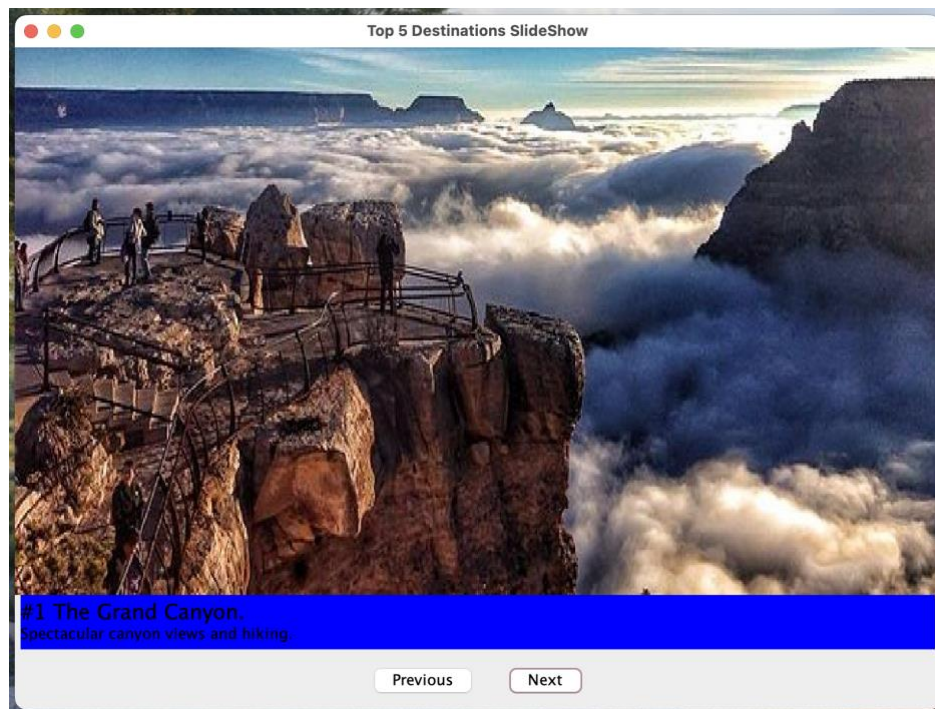 Top 5 Destinations SlideShow
#1 The Grand Canyon.
Spectacular canyon views and hiking.
Previous
Next